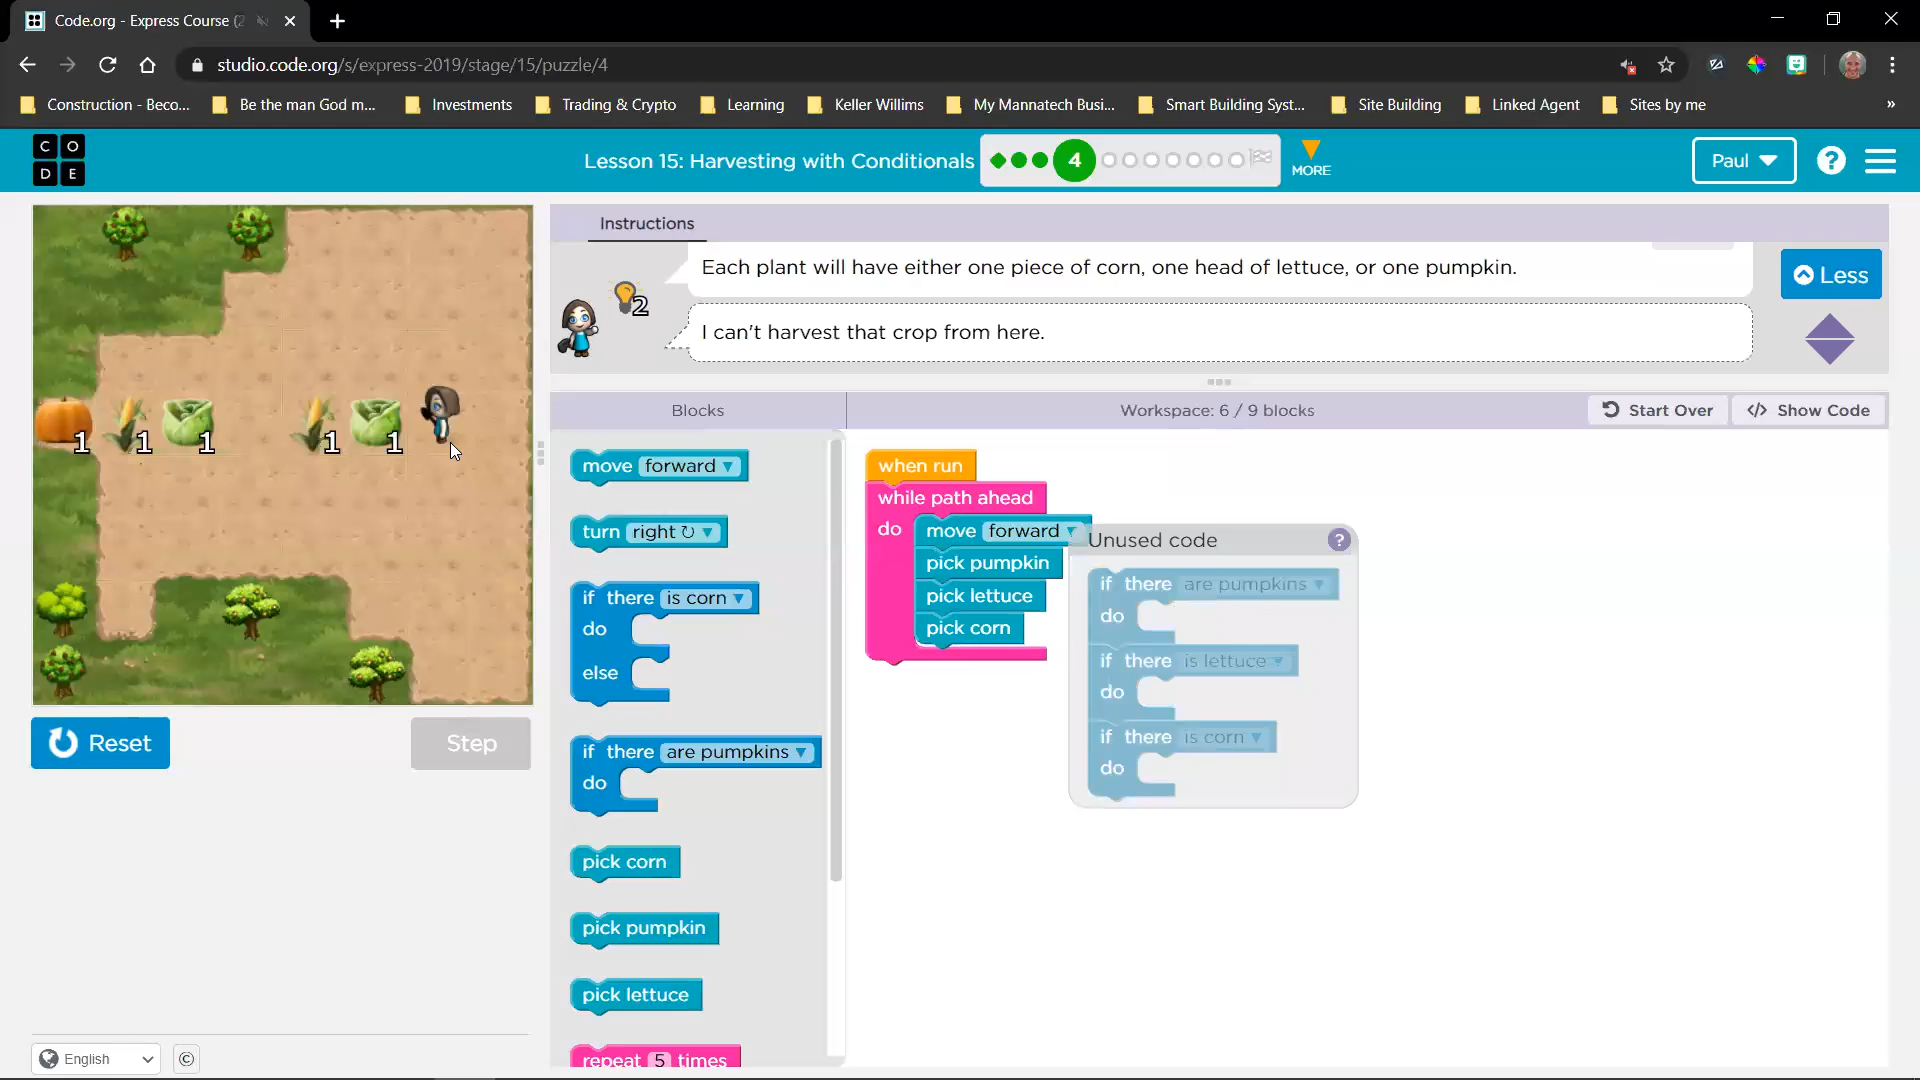 Code.org - Express Course (2
studio.code.org/s/express-2019/stage/15/puzzle/4
Construction - Beco...
Be the man God m...
Investments
Trading & Crypto
Learning
Keller Willims
My Mannatech Busi...
Smart Building Syst...
Site Building
Linked Agent
Sites by me
»
C O
D E
Lesson 15: Harvesting with Conditionals
4
MORE
Paul
?
Instructions
Each plant will have either one piece of corn, one head of lettuce, or one pumpkin.
2
I can't harvest that crop from here.
Less
1
1
1
1
1
Reset
Step
Blocks
Workspace: 6 / 9 blocks
Start Over
</> Show Code
move forward
turn right ↻
if there is corn
do
else
if there are pumpkins
do
pick corn
pick pumpkin
pick lettuce
repeat 5 times
when run
while path ahead
do move forward
pick pumpkin
pick lettuce
pick corn
Unused code
?
if there are pumpkins
do
if there is lettuce
do
if there is corn
do
English
©